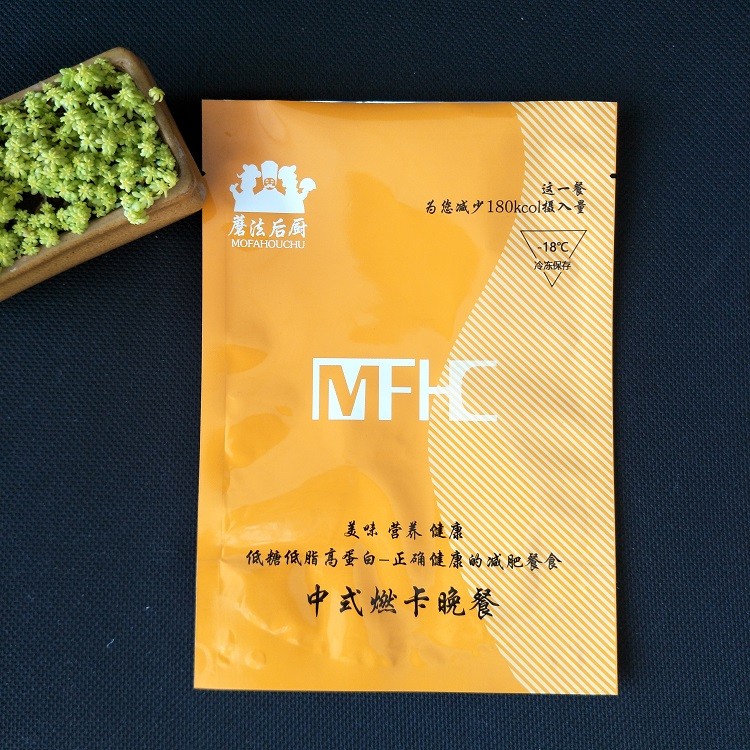 蘑法后厨
MOFAHOUCHU
这一餐
为您减少180kcol摄入量
-18℃
冷冻保存
MFHC
美味 营养 健康
低糖低脂高蛋白-正确健康的减肥餐食
中式燃卡晚餐